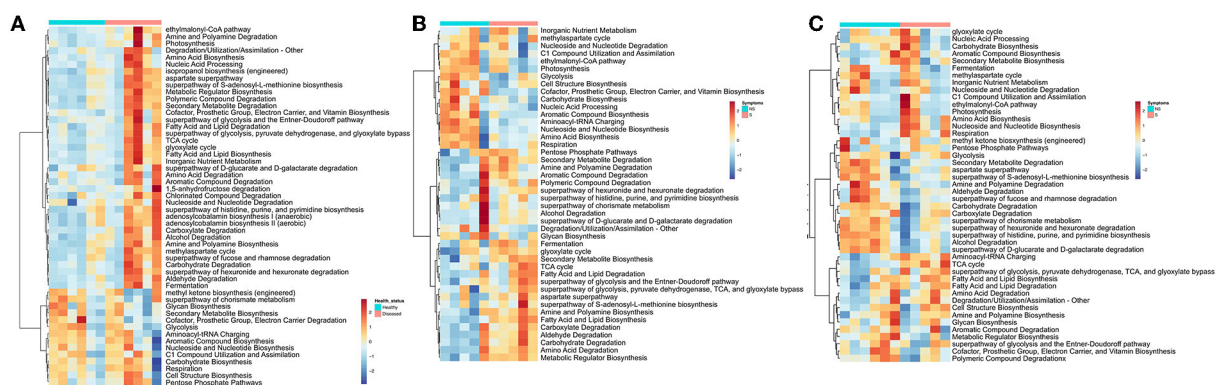 A
ethylmalonyl-CoA pathway
Amine and Polyamine Degradation
Photosynthesis
Degradation/Utilization/Assimilation - Other
Amino Acid Biosynthesis
Nucleic Acid Processing
isopropanol biosynthesis (engineered)
aspartate superpathway
superpathway of S-adenosyl-L-methionine biosynthesis
Metabolic Regulator Biosynthesis
Polymeric Compound Degradation
Secondary Metabolite Degradation
Cofactor, Prosthetic Group, Electron Carrier, and Vitamin Biosynthesis
superpathway of glycolysis and the Entner-Doudoroff pathway
Fatty Acid and Lipid Degradation
superpathway of glycolysis, pyruvate dehydrogenase, and glyoxylate bypass
TCA cycle
glyoxylate cycle
Fatty Acid and Lipid Biosynthesis
Inorganic Nutrient Metabolism
superpathway of D-glucarate and D-galactarate degradation
Amino Acid Degradation
Aromatic Compound Degradation
1,5-anhydrofructose degradation
Chlorinated Compound Degradation
Nucleoside and Nucleotide Degradation
superpathway of histidine, purine, and pyrimidine biosynthesis
adenosylcobalamin biosynthesis I (anaerobic)
adenosylcobalamin biosynthesis II (aerobic)
Carboxylate Degradation
Alcohol Degradation
Amine and Polyamine Biosynthesis
methylaspartate cycle
superpathway of fucose and rhamnose degradation
Carbohydrate Degradation
superpathway of hexuronide and hexuronate degradation
Aldehyde Degradation
Fermentation
methyl ketone biosynthesis (engineered)
superpathway of chorismate metabolism
Glycan Biosynthesis
Secondary Metabolite Biosynthesis
Cofactor, Prosthetic Group, Electron Carrier Degradation
Glycolysis
Aminoacyl-tRNA Charging
Aromatic Compound Biosynthesis
Nucleoside and Nucleotide Biosynthesis
C1 Compound Utilization and Assimilation
Carbohydrate Biosynthesis
Respiration
Cell Structure Biosynthesis
Pentose Phosphate Pathways
Health_status
Healthy
Diseased
B
Inorganic Nutrient Metabolism
methylaspartate cycle
Nucleoside and Nucleotide Degradation
C1 Compound Utilization and Assimilation
ethylmalonyl-CoA pathway
Photosynthesis
Glycolysis
Cell Structure Biosynthesis
Cofactor, Prosthetic Group, Electron Carrier, and Vitamin Biosynthesis
Carbohydrate Biosynthesis
Nucleic Acid Processing
Aromatic Compound Biosynthesis
Aminoacyl-tRNA Charging
Nucleoside and Nucleotide Biosynthesis
Amino Acid Biosynthesis
Respiration
Pentose Phosphate Pathways
Secondary Metabolite Degradation
Amine and Polyamine Degradation
Aromatic Compound Degradation
Polymeric Compound Degradation
superpathway of hexuronide and hexuronate degradation
superpathway of histidine, purine, and pyrimidine biosynthesis
superpathway of chorismate metabolism
Alcohol Degradation
superpathway of D-glucarate and D-galactarate degradation
Degradation/Utilization/Assimilation - Other
Glycan Biosynthesis
Fermentation
glyoxylate cycle
Secondary Metabolite Biosynthesis
TCA cycle
Fatty Acid and Lipid Degradation
superpathway of glycolysis and the Entner-Doudoroff pathway
superpathway of glycolysis, pyruvate dehydrogenase, TCA, and glyoxylate bypass
aspartate superpathway
superpathway of S-adenosyl-L-methionine biosynthesis
Amine and Polyamine Biosynthesis
Fatty Acid and Lipid Biosynthesis
Carboxylate Degradation
Aldehyde Degradation
Carbohydrate Degradation
Amino Acid Degradation
Metabolic Regulator Biosynthesis
Symptoms
NS
S
C
glyoxylate cycle
Nucleic Acid Processing
Carbohydrate Biosynthesis
Aromatic Compound Biosynthesis
Secondary Metabolite Biosynthesis
Fermentation
methylaspartate cycle
Inorganic Nutrient Metabolism
Nucleoside and Nucleotide Degradation
C1 Compound Utilization and Assimilation
ethylmalonyl-CoA pathway
Photosynthesis
Amino Acid Biosynthesis
Nucleoside and Nucleotide Biosynthesis
Respiration
methyl ketone biosynthesis (engineered)
Pentose Phosphate Pathways
Glycolysis
Secondary Metabolite Degradation
aspartate superpathway
superpathway of S-adenosyl-L-methionine biosynthesis
Amine and Polyamine Degradation
Aldehyde Degradation
superpathway of fucose and rhamnose degradation
Carbohydrate Degradation
Carboxylate Degradation
superpathway of chorismate metabolism
superpathway of hexuronide and hexuronate degradation
superpathway of histidine, purine, and pyrimidine biosynthesis
Alcohol Degradation
superpathway of D-glucarate and D-galactarate degradation
Aminoacyl-tRNA Charging
TCA cycle
superpathway of glycolysis, pyruvate dehydrogenase, TCA, and glyoxylate bypass
Fatty Acid and Lipid Biosynthesis
Fatty Acid and Lipid Degradation
Amino Acid Degradation
Degradation/Utilization/Assimilation - Other
Cell Structure Biosynthesis
Amine and Polyamine Biosynthesis
Glycan Biosynthesis
Aromatic Compound Degradation
Metabolic Regulator Biosynthesis
superpathway of glycolysis and the Entner-Doudoroff pathway
Cofactor, Prosthetic Group, Electron Carrier, and Vitamin Biosynthesis
Polymeric Compound Degradationx
Symptoms
NS
S